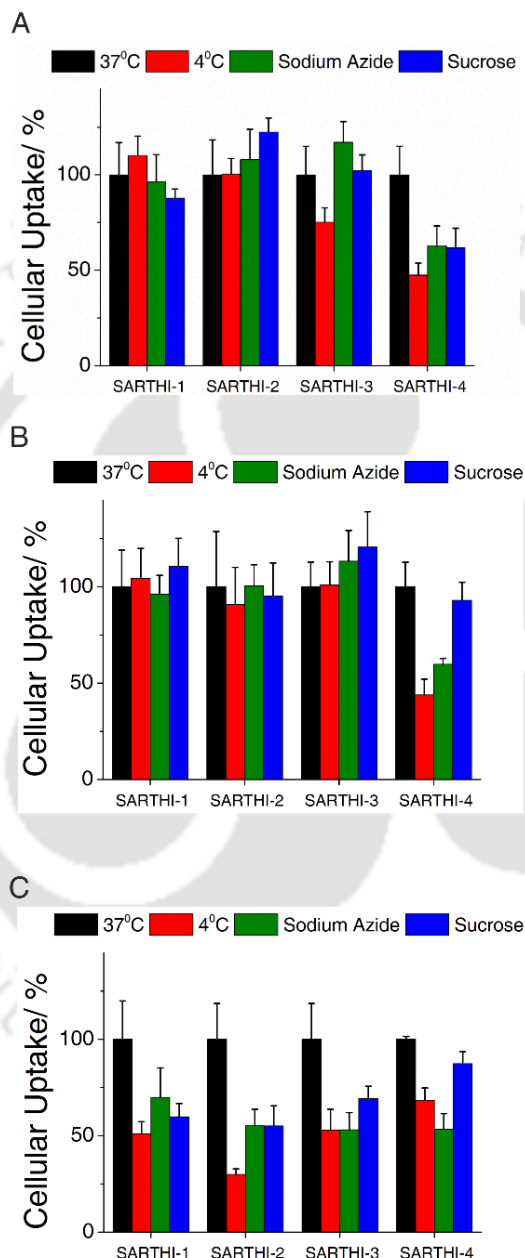 A
37⁰C 4⁰C Sodium Azide Sucrose
Cellular Uptake/ %
100
50
0
SARTHI-1 SARTHI-2 SARTHI-3 SARTHI-4
B
37⁰C 4⁰C Sodium Azide Sucrose
Cellular Uptake/ %
100
50
0
SARTHI-1 SARTHI-2 SARTHI-3 SARTHI-4
C
37⁰C 4⁰C Sodium Azide Sucrose
Cellular Uptake/ %
100
50
0
SARTHI-1 SARTHI-2 SARTHI-3 SARTHI-4